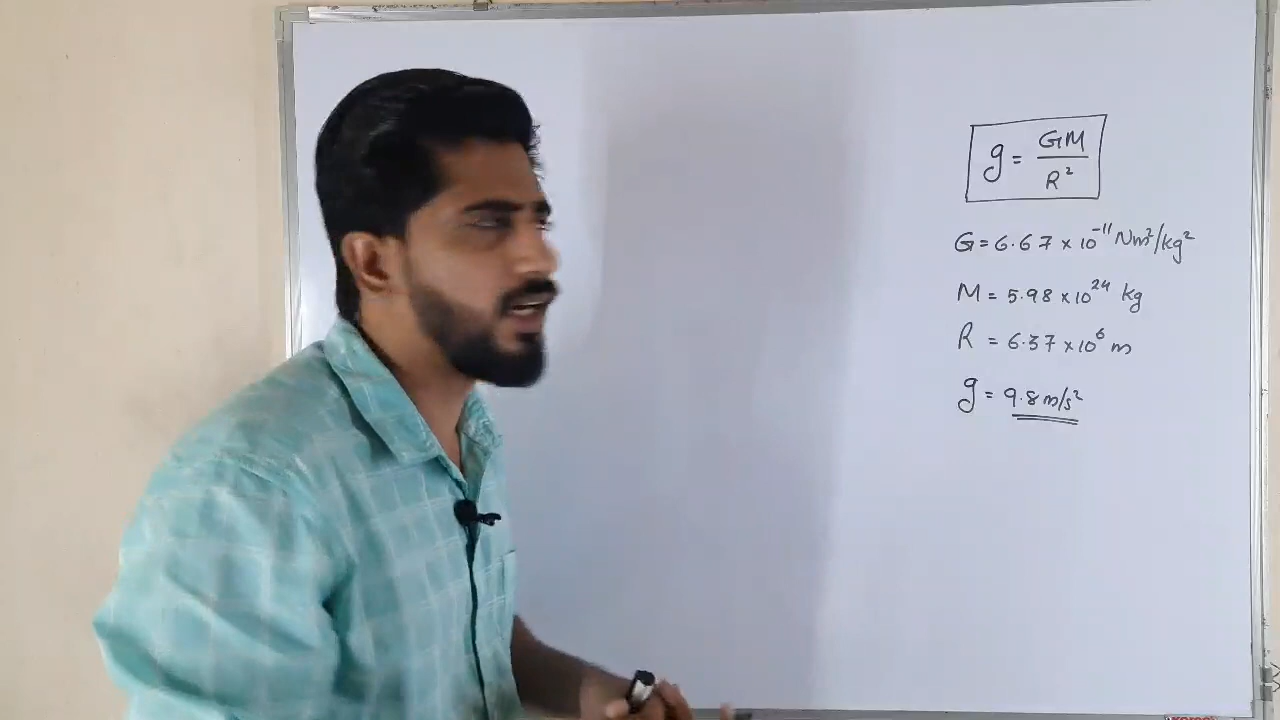 g = GM/R²
G = 6.67 × 10⁻¹¹ Nm²/kg²
M = 5.98 × 10²⁴ kg
R = 6.37 × 10⁶ m
g = 9.8 m/s²